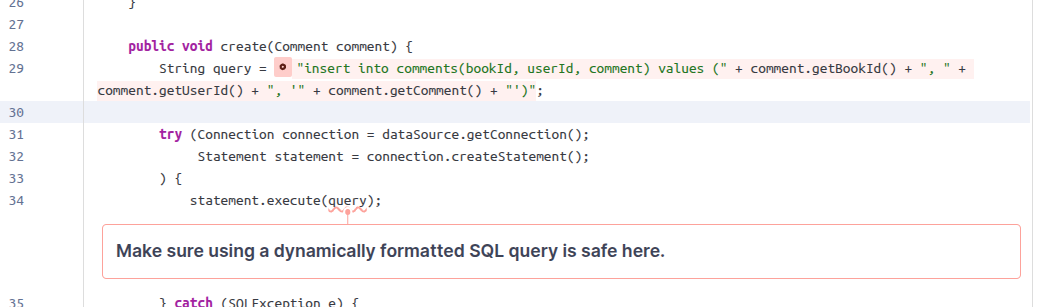 26 }
27
28 public void create(Comment comment) {
29 String query = "insert into comments(bookId, userId, comment) values (" + comment.getBookId() + ", " +
comment.getUserId() + ", '" + comment.getComment() + "')";
30
31 try (Connection connection = dataSource.getConnection();
32 Statement statement = connection.createStatement();
33 ) {
34 statement.execute(query);
Make sure using a dynamically formatted SQL query is safe here.
35 } catch (SQLException e) {